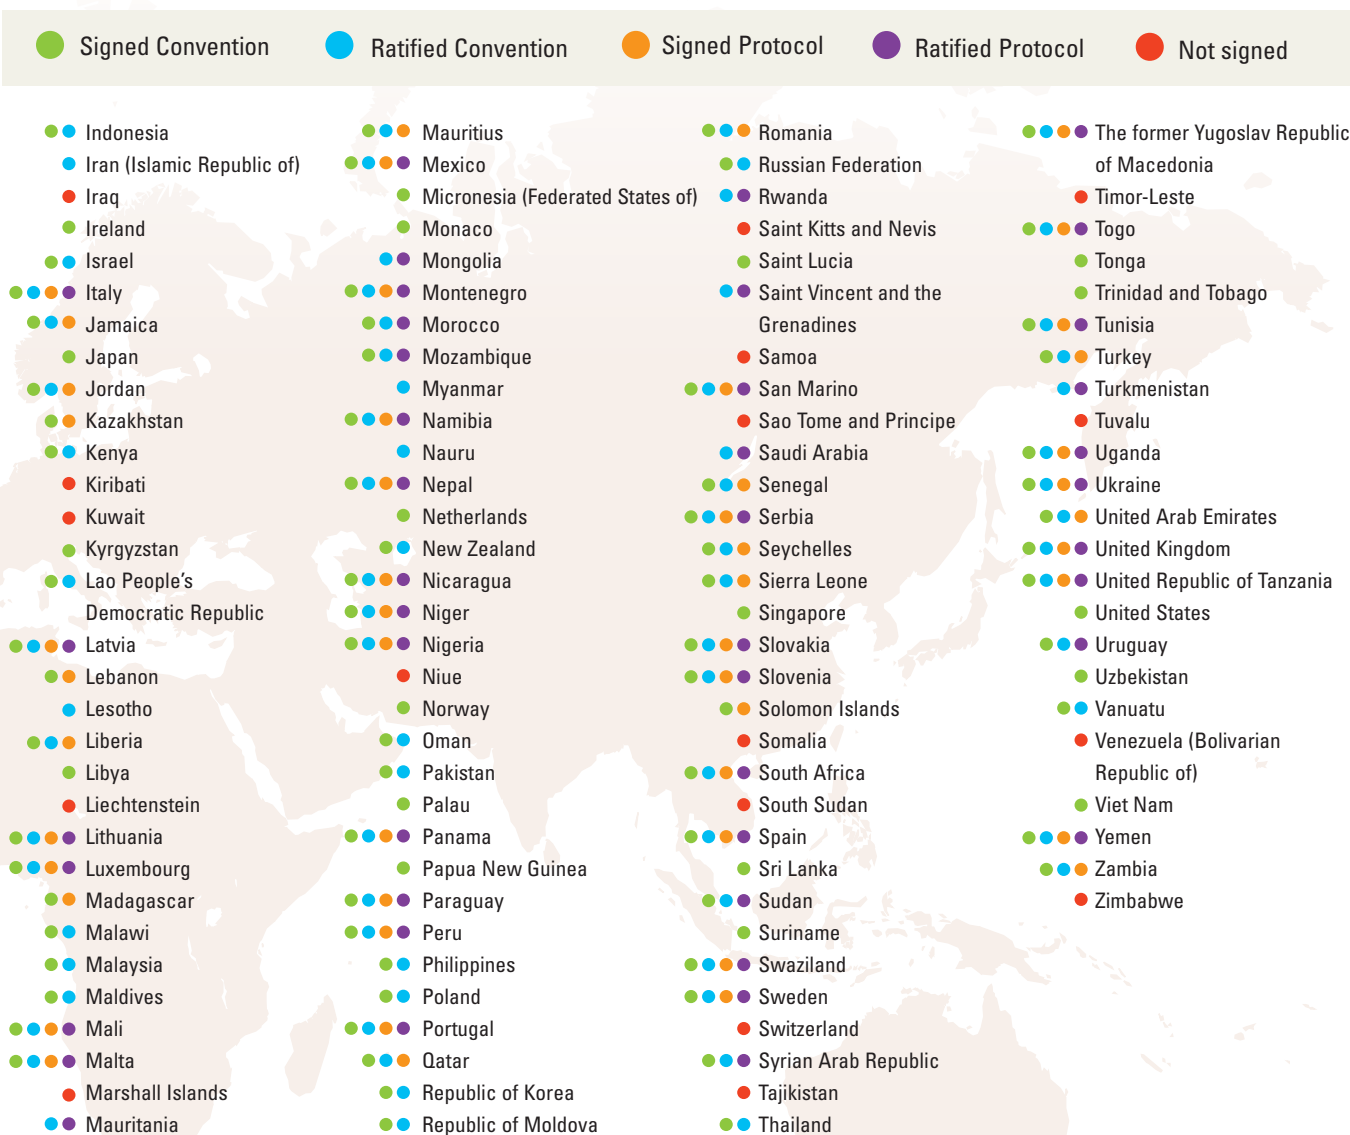 Signed Convention
Ratified Convention
Signed Protocol
Ratified Protocol
Not signed
Indonesia
Iran (Islamic Republic of)
Iraq
Ireland
Israel
Italy
Jamaica
Japan
Jordan
Kazakhstan
Kenya
Kiribati
Kuwait
Kyrgyzstan
Lao People's
Democratic Republic
Latvia
Lebanon
Lesotho
Liberia
Libya
Liechtenstein
Lithuania
Luxembourg
Madagascar
Malawi
Malaysia
Maldives
Mali
Malta
Marshall Islands
Mauritania
Mauritius
Mexico
Micronesia (Federated States of)
Monaco
Mongolia
Montenegro
Morocco
Mozambique
Myanmar
Namibia
Nauru
Nepal
Netherlands
New Zealand
Nicaragua
Niger
Nigeria
Niue
Norway
Oman
Pakistan
Palau
Panama
Papua New Guinea
Paraguay
Peru
Philippines
Poland
Portugal
Qatar
Republic of Korea
Republic of Moldova
Romania
Russian Federation
Rwanda
Saint Kitts and Nevis
Saint Lucia
Saint Vincent and the
Grenadines
Samoa
San Marino
Sao Tome and Principe
Saudi Arabia
Senegal
Serbia
Seychelles
Sierra Leone
Singapore
Slovakia
Slovenia
Solomon Islands
Somalia
South Africa
South Sudan
Spain
Sri Lanka
Sudan
Suriname
Swaziland
Sweden
Switzerland
Syrian Arab Republic
Tajikistan
Thailand
The former Yugoslav Republic
of Macedonia
Timor-Leste
Togo
Tonga
Trinidad and Tobago
Tunisia
Turkey
Turkmenistan
Tuvalu
Uganda
Ukraine
United Arab Emirates
United Kingdom
United Republic of Tanzania
United States
Uruguay
Uzbekistan
Vanuatu
Venezuela (Bolivarian
Republic of)
Viet Nam
Yemen
Zambia
Zimbabwe